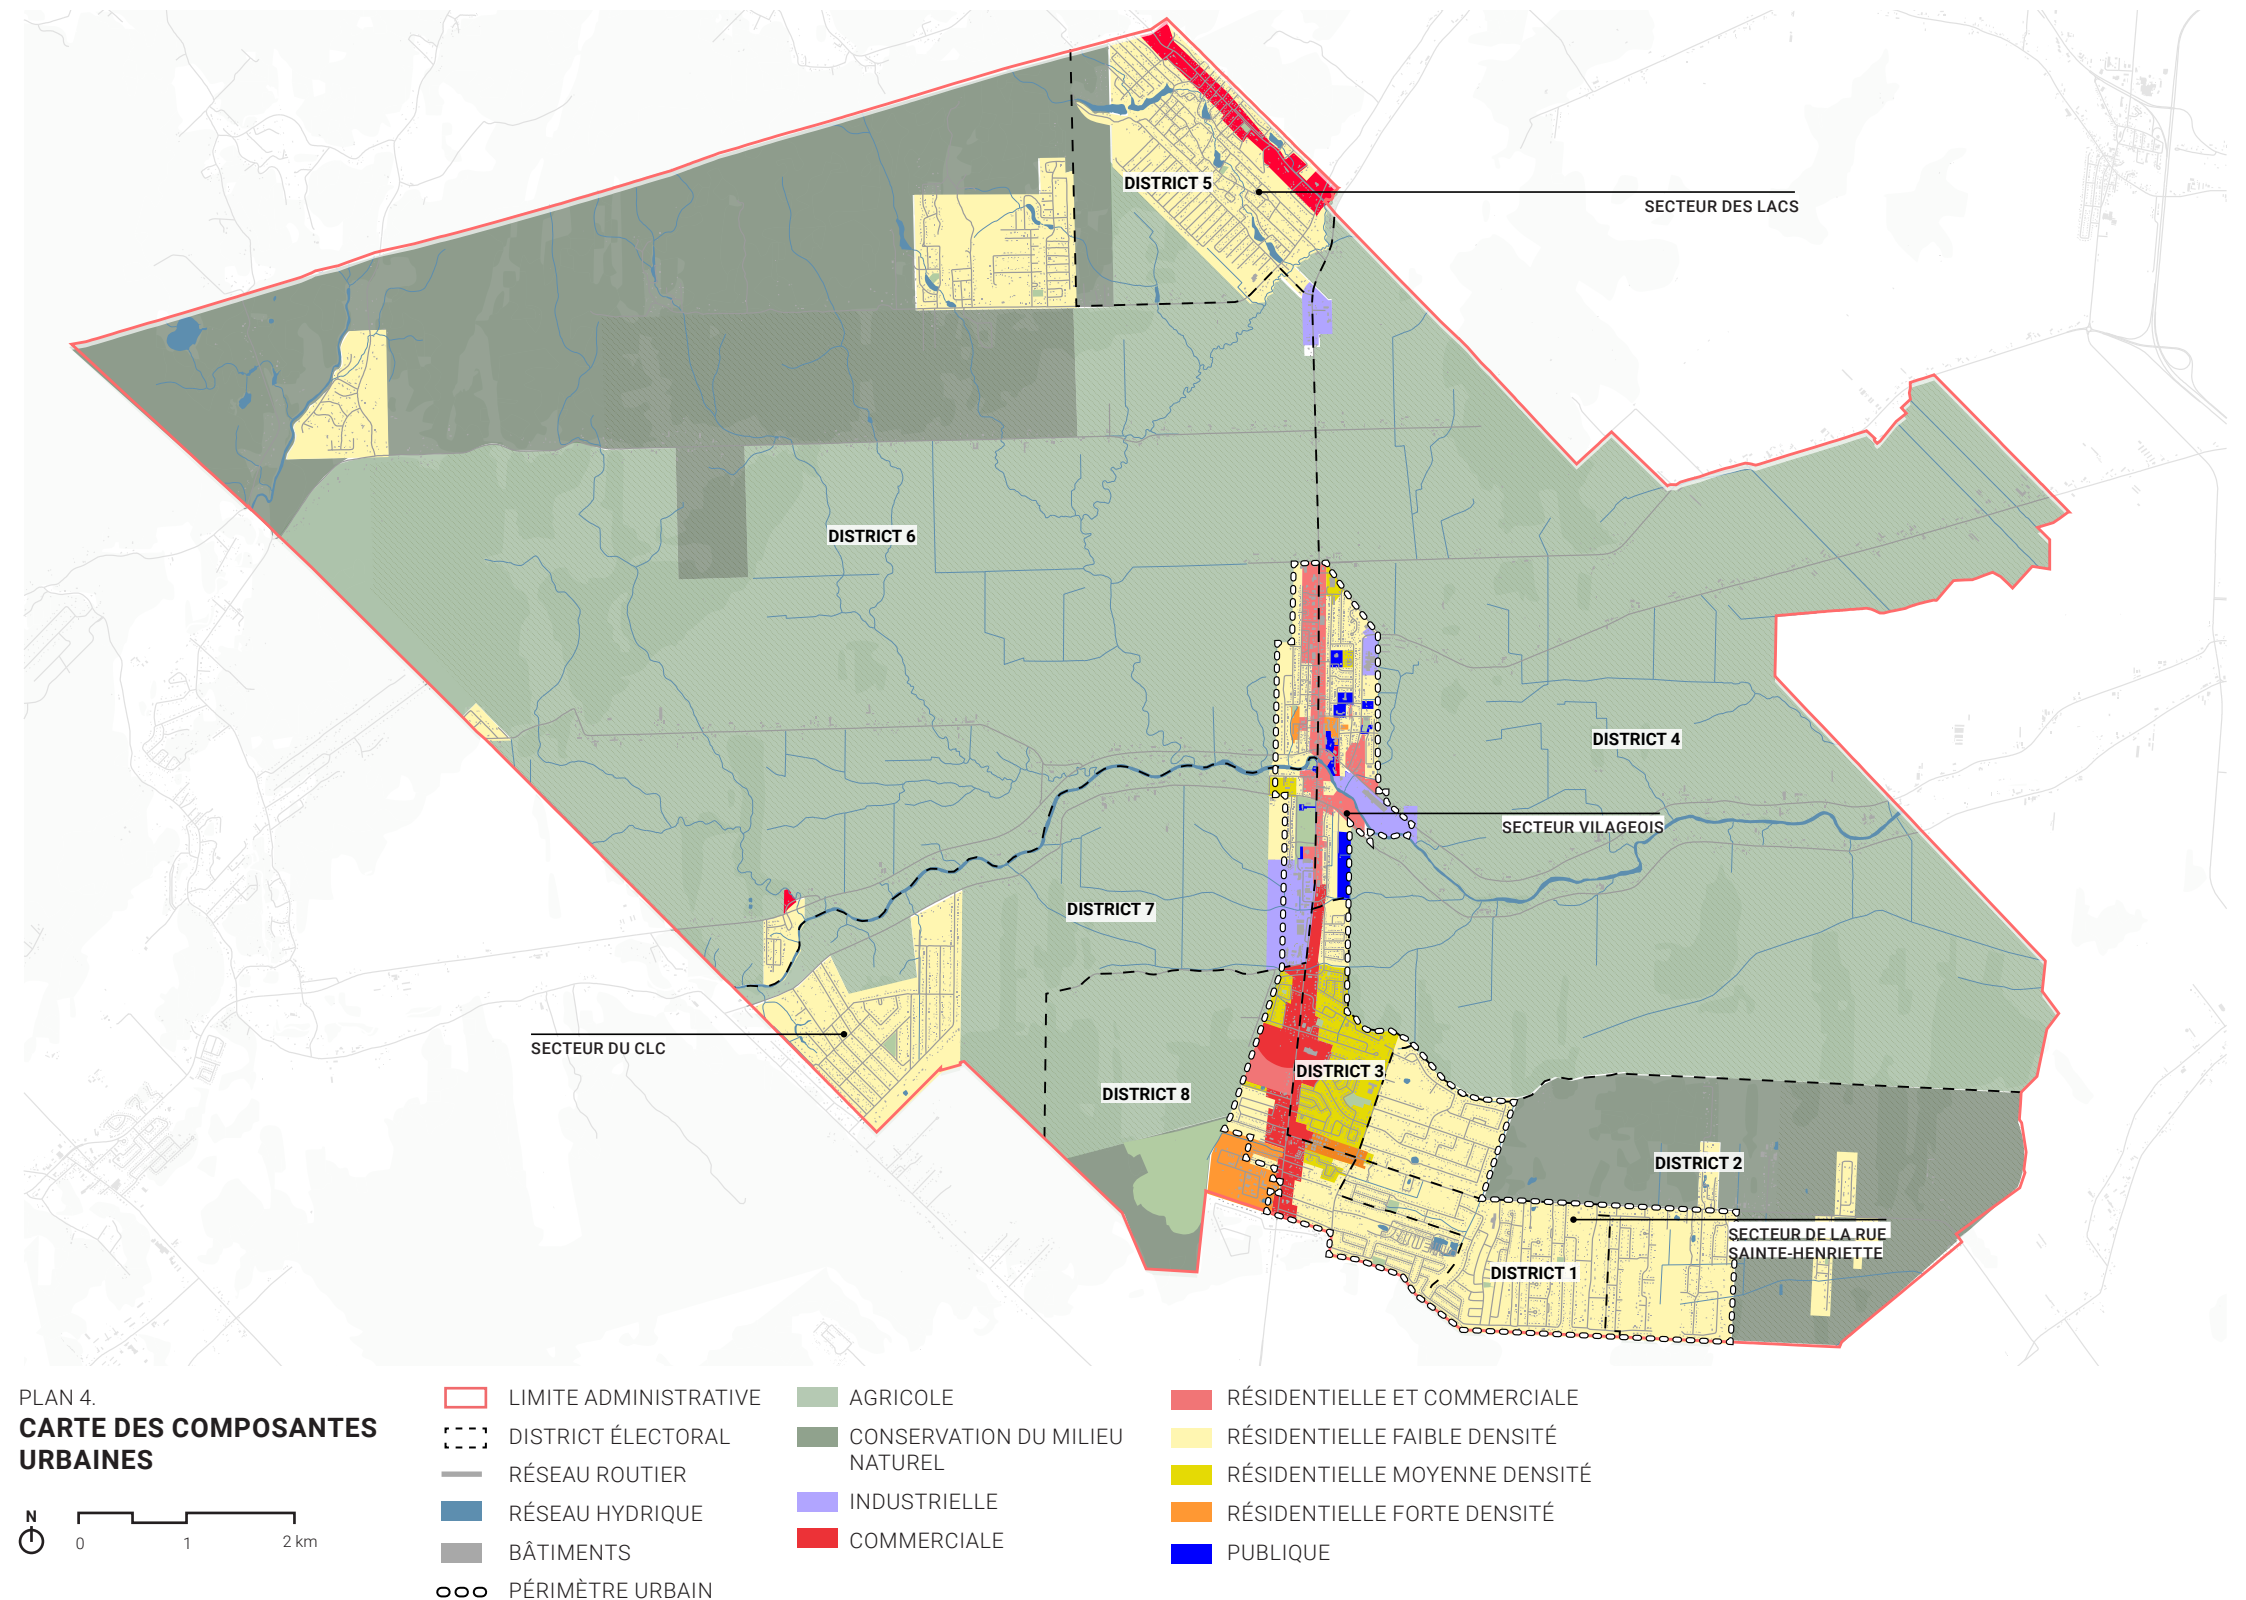 DISTRICT 5
SECTEUR DES LACS
DISTRICT 6
DISTRICT 4
SECTEUR VILAGEOIS
DISTRICT 7
SECTEUR DU CLC
DISTRICT 3
DISTRICT 8
DISTRICT 2
SECTEUR DE LA RUE
SAINTE-HENRIETTE
DISTRICT 1
PLAN 4.
CARTE DES COMPOSANTES
URBAINES
N
0 1 2 km
LIMITE ADMINISTRATIVE
DISTRICT ÉLECTORAL
RÉSEAU ROUTIER
RÉSEAU HYDRIQUE
BÂTIMENTS
PÉRIMÈTRE URBAIN
AGRICOLE
CONSERVATION DU MILIEU
NATUREL
INDUSTRIELLE
COMMERCIALE
RÉSIDENTIELLE ET COMMERCIALE
RÉSIDENTIELLE FAIBLE DENSITÉ
RÉSIDENTIELLE MOYENNE DENSITÉ
RÉSIDENTIELLE FORTE DENSITÉ
PUBLIQUE